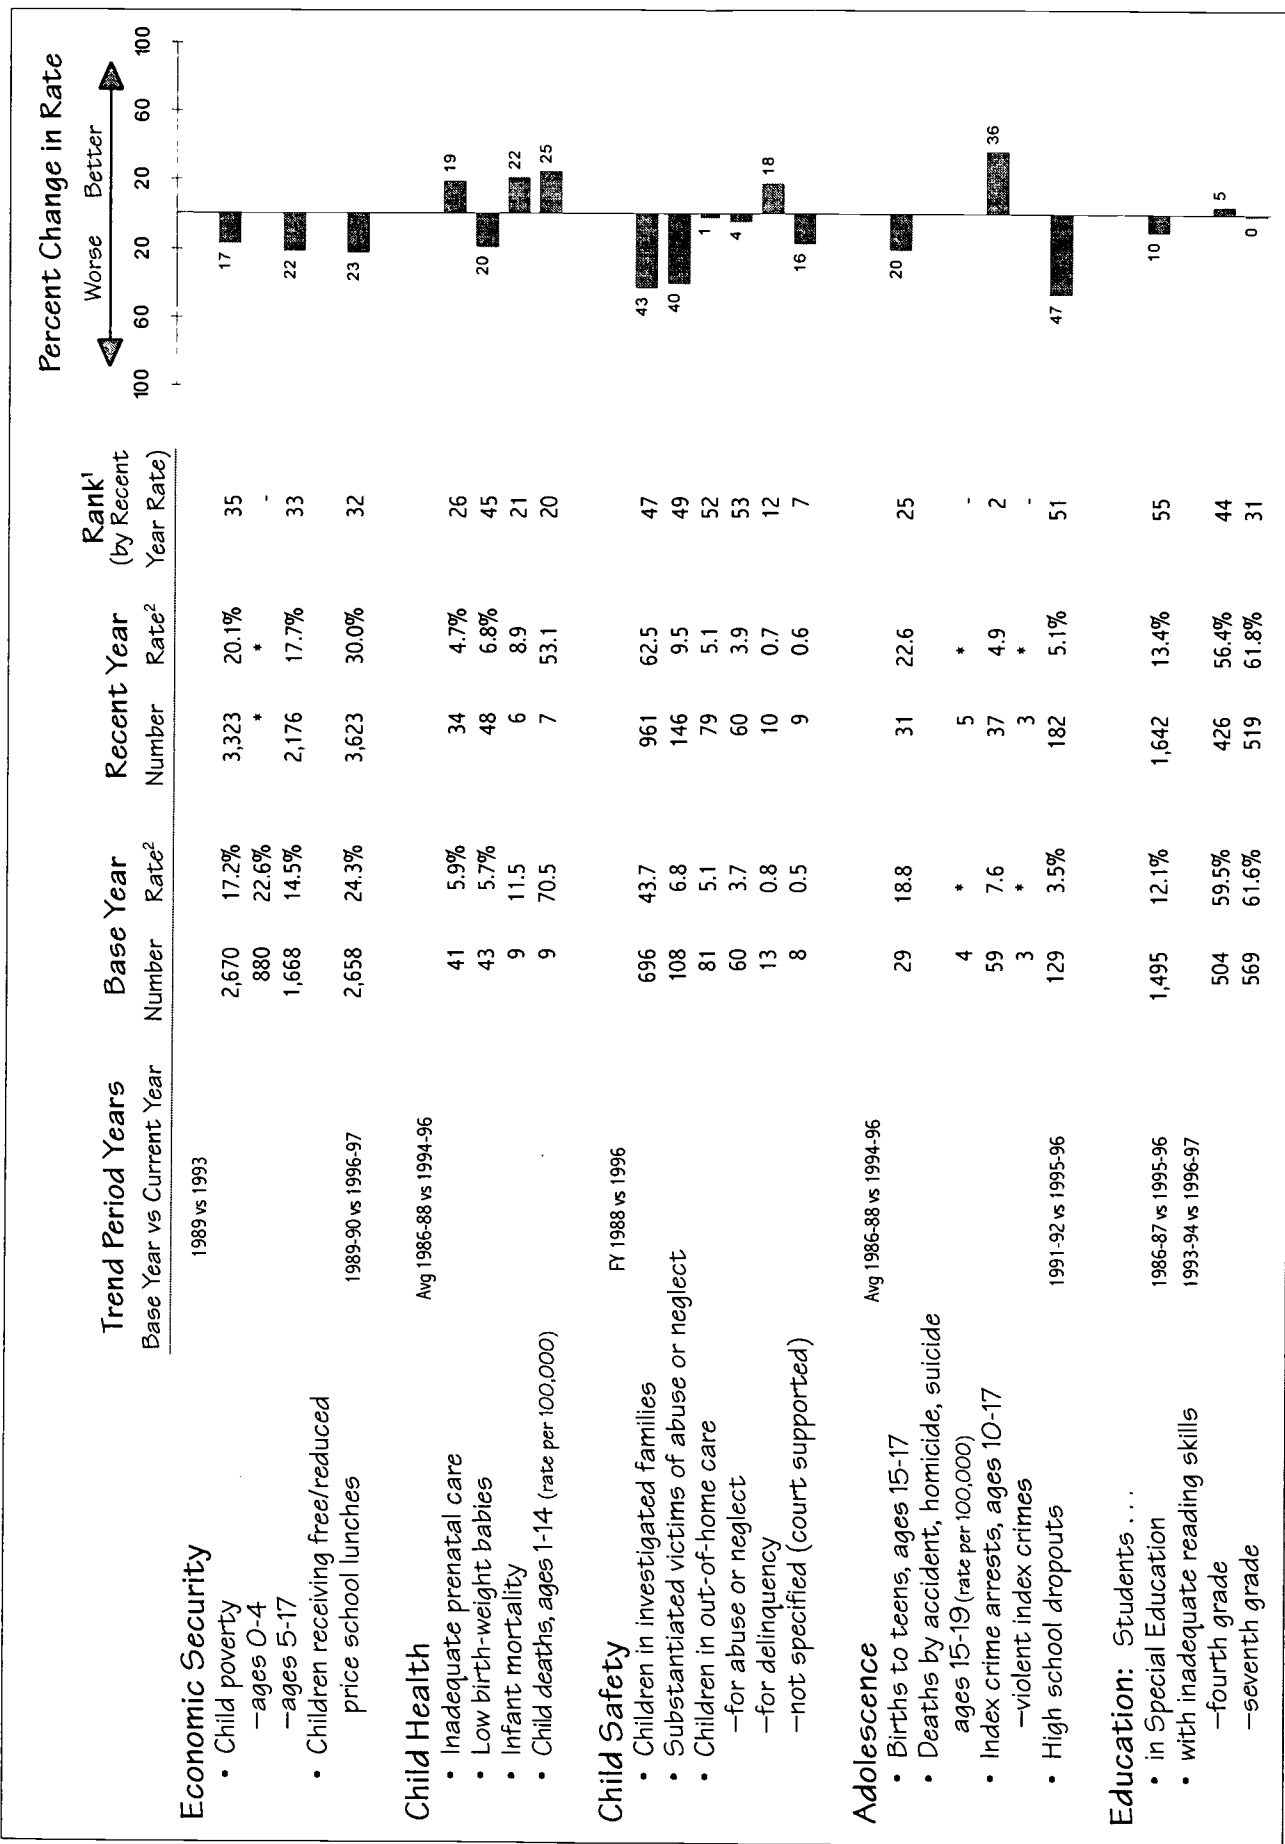 Trend Period Years Base Year Recent Year Rank¹ Percent Change in Rate
Base Year vs Current Year Number Rate² Number Rate² (by Recent Year Rate) Worse Better
100 60 20 20 60 100
Economic Security
• Child poverty 1989 vs 1993 2,670 17.2% 3,323 20.1% 35 17
–ages 0-4 880 22.6% * * -
–ages 5-17 1,668 14.5% 2,176 17.7% 33 22
• Children receiving free/reduced
price school lunches 1989-90 vs 1996-97 2,658 24.3% 3,623 30.0% 32 23
Child Health Avg 1986-88 vs 1994-96
• Inadequate prenatal care 41 5.9% 34 4.7% 26 19
• Low birth-weight babies 43 5.7% 48 6.8% 45 20
• Infant mortality 9 11.5 6 8.9 21 22
• Child deaths, ages 1-14 (rate per 100,000) 9 70.5 7 53.1 20 25
Child Safety FY 1988 vs 1996
• Children in investigated families 696 43.7 961 62.5 47 43
• Substantiated victims of abuse or neglect 108 6.8 146 9.5 49 40
• Children in out-of-home care 81 5.1 79 5.1 52 1
–for abuse or neglect 60 3.7 60 3.9 53 4
–for delinquency 13 0.8 10 0.7 12 18
–not specified (court supported) 8 0.5 9 0.6 7 16
Adolescence Avg 1986-88 vs 1994-96
• Births to teens, ages 15-17 29 18.8 31 22.6 25 20
• Deaths by accident, homicide, suicide
ages 15-19 (rate per 100,000) 4 * 5 * -
• Index crime arrests, ages 10-17 59 7.6 37 4.9 2 36
–violent index crimes 3 * 3 * -
• High school dropouts 1991-92 vs 1995-96 129 3.5% 182 5.1% 51 47
Education: Students . . .
• in Special Education 1986-87 vs 1995-96 1,495 12.1% 1,642 13.4% 55 10
• with inadequate reading skills 1993-94 vs 1996-97
–fourth grade 504 59.5% 426 56.4% 44 5
–seventh grade 569 61.6% 519 61.8% 31 0